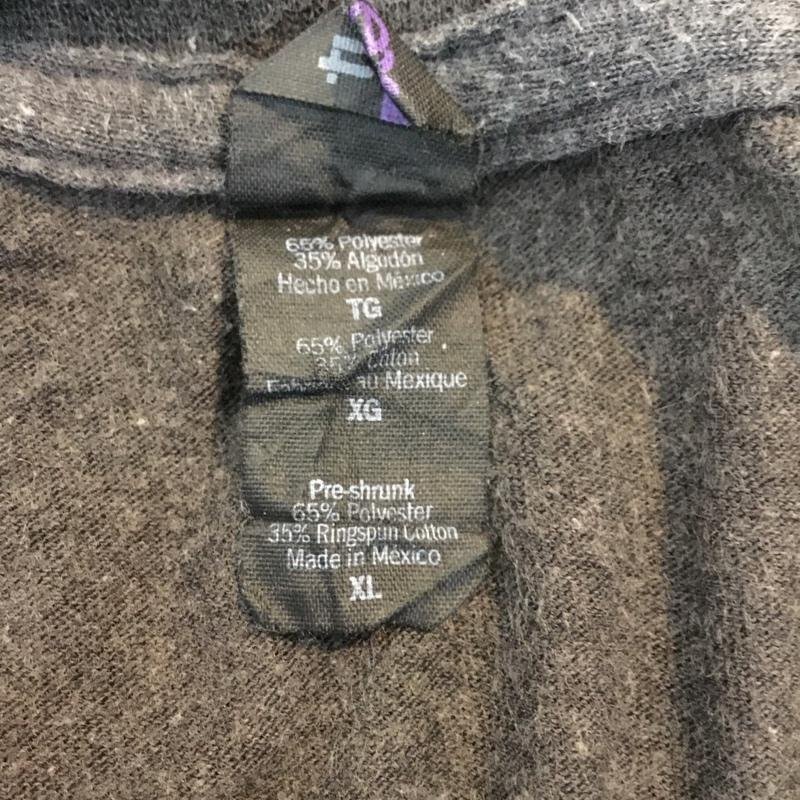 65% Polyester
35% Algodón
Hecho en México
TG
65% Polyester
35% Coton
au Mexique
XG
Pre-shrunk
65% Polyester
35% Ringspun Cotton
Made in México
XL